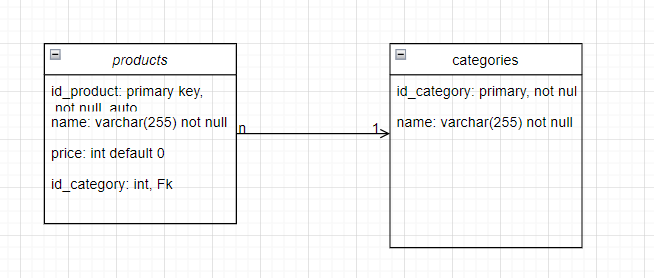 products
id_product: primary key,
not null, auto
name: varchar(255) not null
price: int default 0
id_category: int, Fk
n
1
categories
id_category: primary, not nul
name: varchar(255) not null